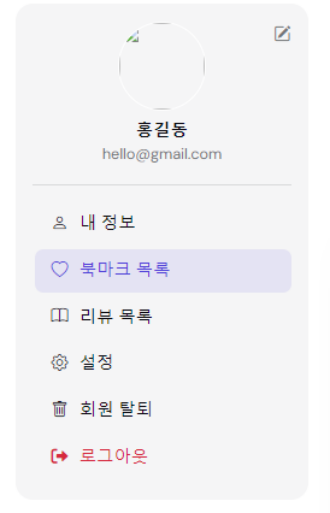 홍길동
hello@gmail.com
내 정보
북마크 목록
리뷰 목록
설정
회원 탈퇴
로그아웃